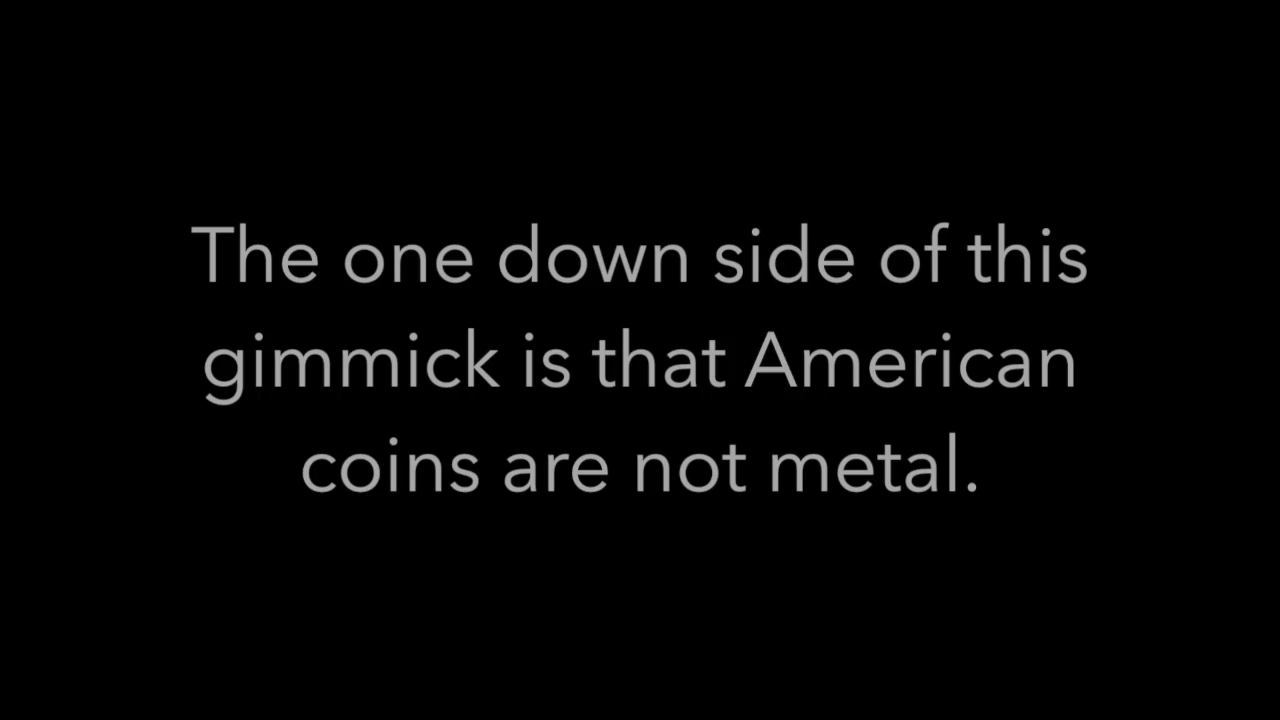 The one down side of this
gimmick is that American
coins are not metal.